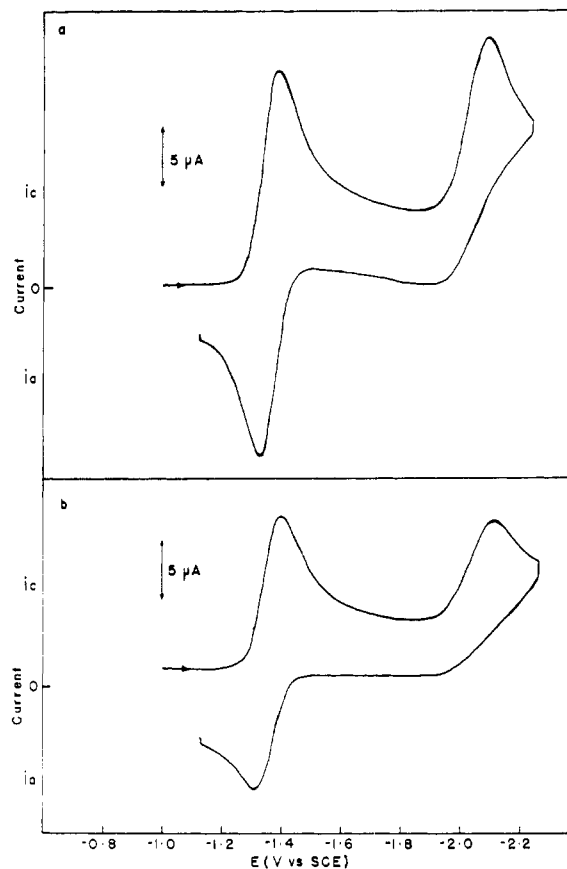 a
5 μA
ic
Current
0
ia
b
5 μA
ic
Current
0
ia
-0·8 -1·0 -1·2 -1·4 -1·6 -1·8 -2·0 -2·2
E (V vs SCE)